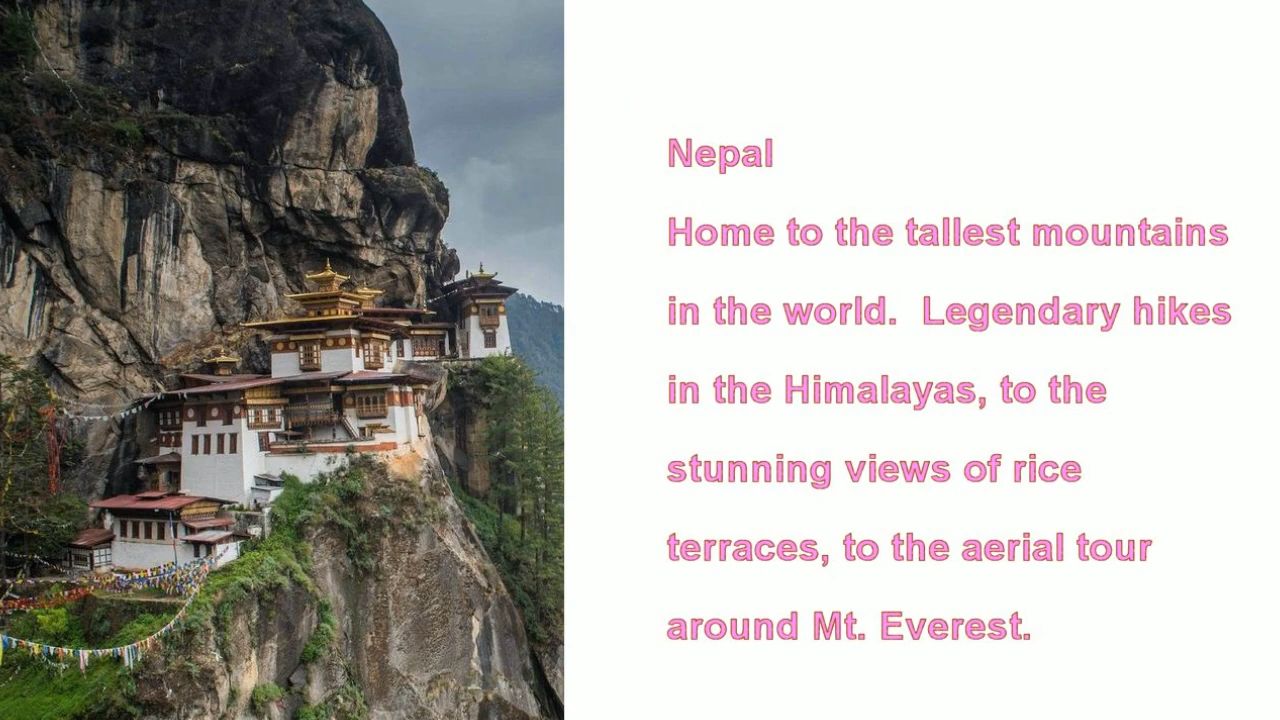 Nepal
Home to the tallest mountains
in the world.  Legendary hikes
in the Himalayas, to the
stunning views of rice
terraces, to the aerial tour
around Mt. Everest.